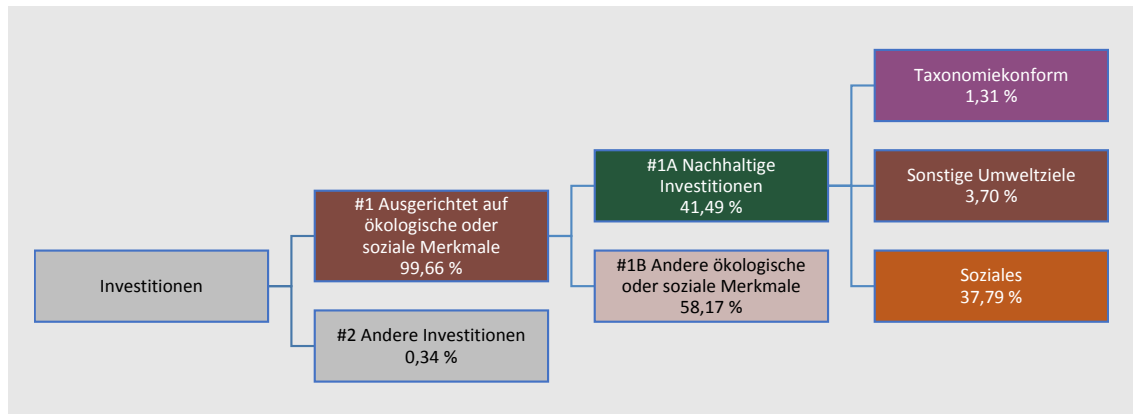 Investitionen
#1 Ausgerichtet auf
ökologische oder
soziale Merkmale
99,66 %
#2 Andere Investitionen
0,34 %
#1A Nachhaltige
Investitionen
41,49 %
#1B Andere ökologische
oder soziale Merkmale
58,17 %
Taxonomiekonform
1,31 %
Sonstige Umweltziele
3,70 %
Soziales
37,79 %